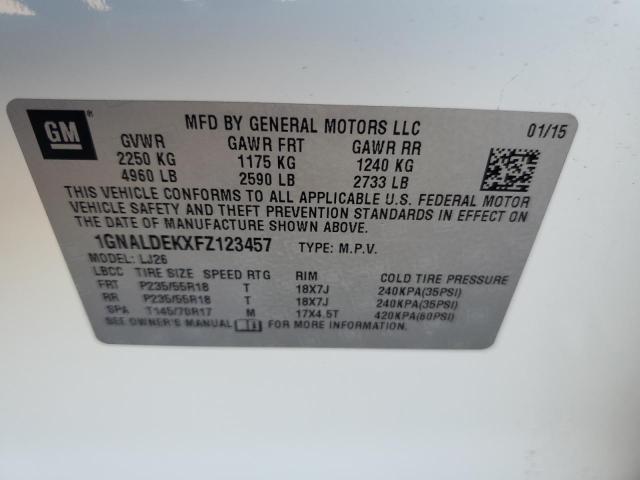 GM
MFD BY GENERAL MOTORS LLC 01/15
GVWR GAWR FRT GAWR RR
2250 KG 1175 KG 1240 KG
4960 LB 2590 LB 2733 LB
THIS VEHICLE CONFORMS TO ALL APPLICABLE U.S. FEDERAL MOTOR
VEHICLE SAFETY AND THEFT PREVENTION STANDARDS IN EFFECT ON
THE DATE OF MANUFACTURE SHOWN ABOVE.
1GNALDEKXFZ123457 TYPE: M.P.V.
MODEL: LJ26
LBCC TIRE SIZE SPEED RTG RIM COLD TIRE PRESSURE
FRT P235/55R18 T 18X7J 240KPA(35PSI)
RR P235/55R18 T 18X7J 240KPA(35PSI)
SPA T145/70R17 M 17X4.5T 420KPA(60PSI)
SEE OWNER'S MANUAL FOR MORE INFORMATION.